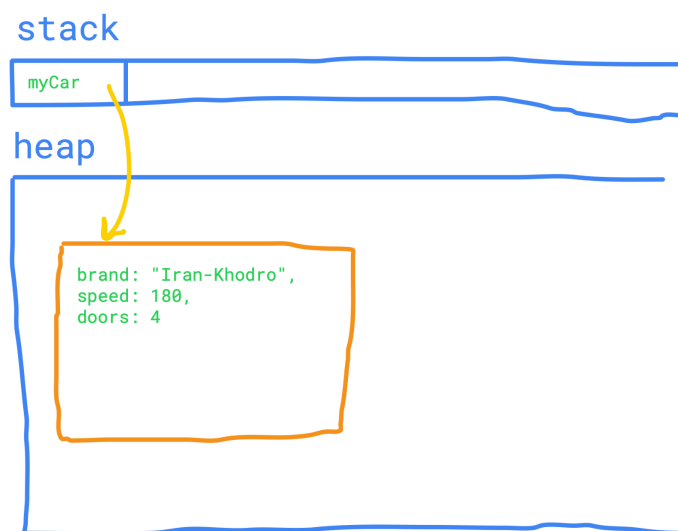 stack
myCar
heap
brand: "Iran-Khodro",
speed: 180,
doors: 4